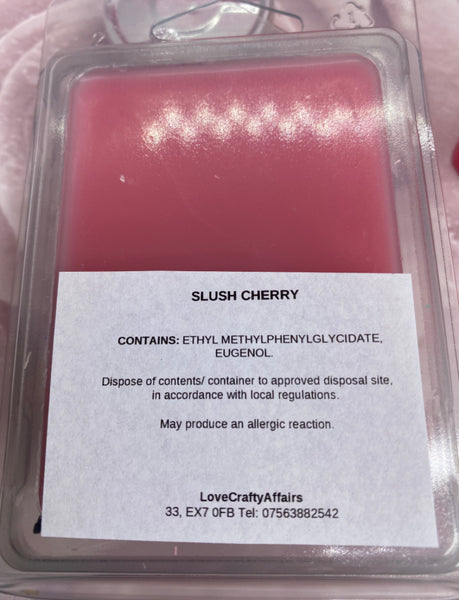 SLUSH CHERRY
CONTAINS: ETHYL METHYLPHENYLGLYCIDATE,
EUGENOL.
Dispose of contents/ container to approved disposal site,
in accordance with local regulations.
May produce an allergic reaction.
LoveCraftyAffairs
33, EX7 0FB Tel: 07563882542